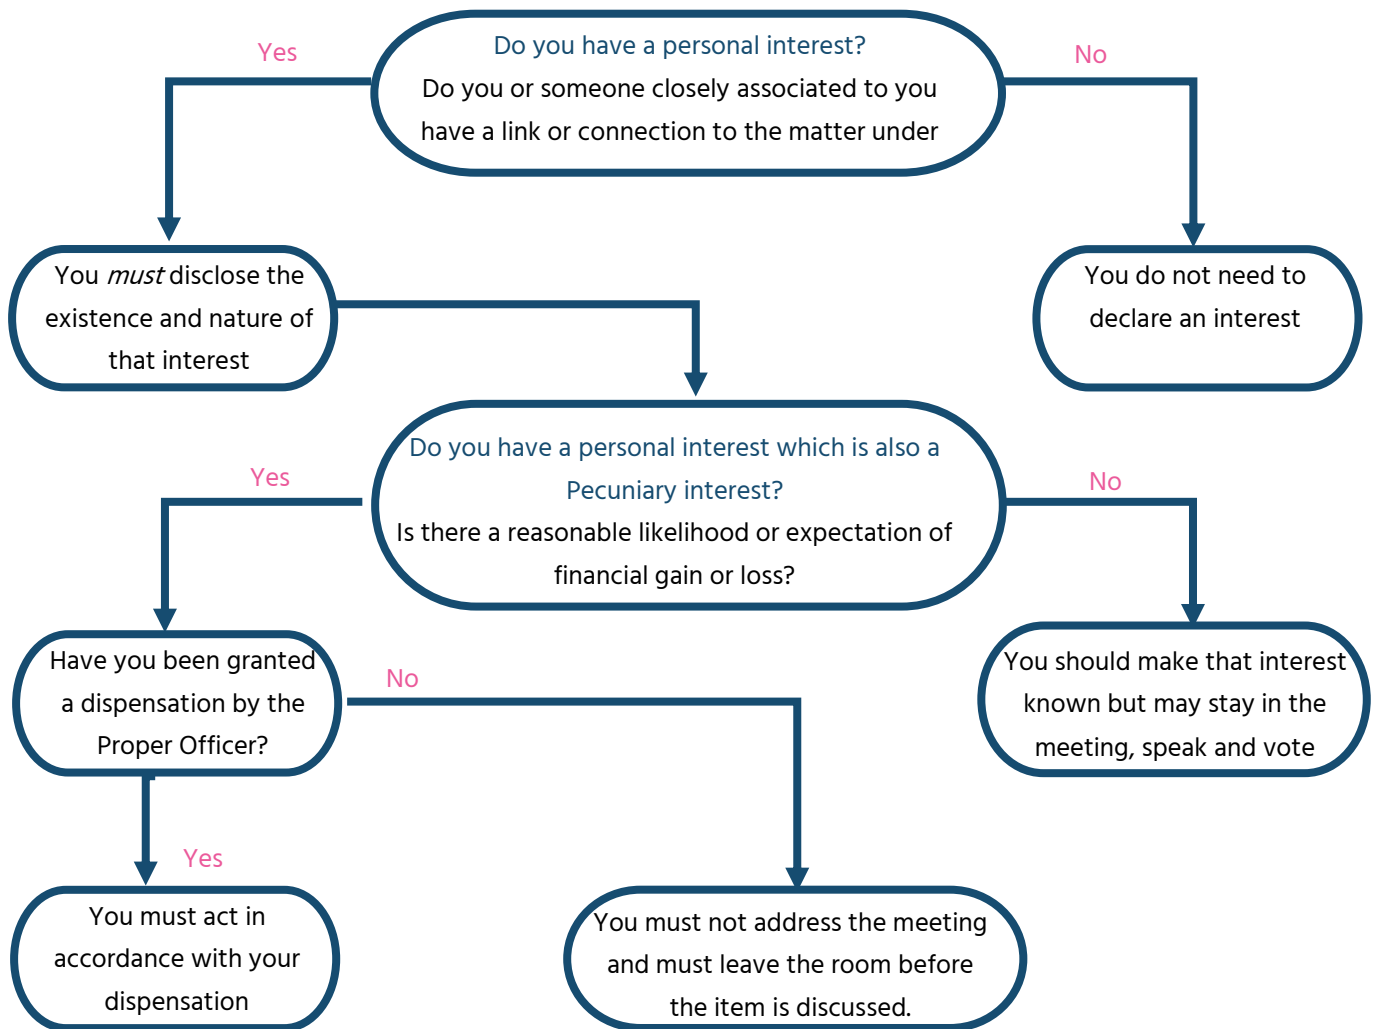 Yes
Do you have a personal interest?
Do you or someone closely associated to you
have a link or connection to the matter under
No
You must disclose the
existence and nature of
that interest
You do not need to
declare an interest
Yes
Do you have a personal interest which is also a
Pecuniary interest?
Is there a reasonable likelihood or expectation of
financial gain or loss?
No
Have you been granted
a dispensation by the
Proper Officer?
No
You should make that interest
known but may stay in the
meeting, speak and vote
Yes
You must act in
accordance with your
dispensation
You must not address the meeting
and must leave the room before
the item is discussed.